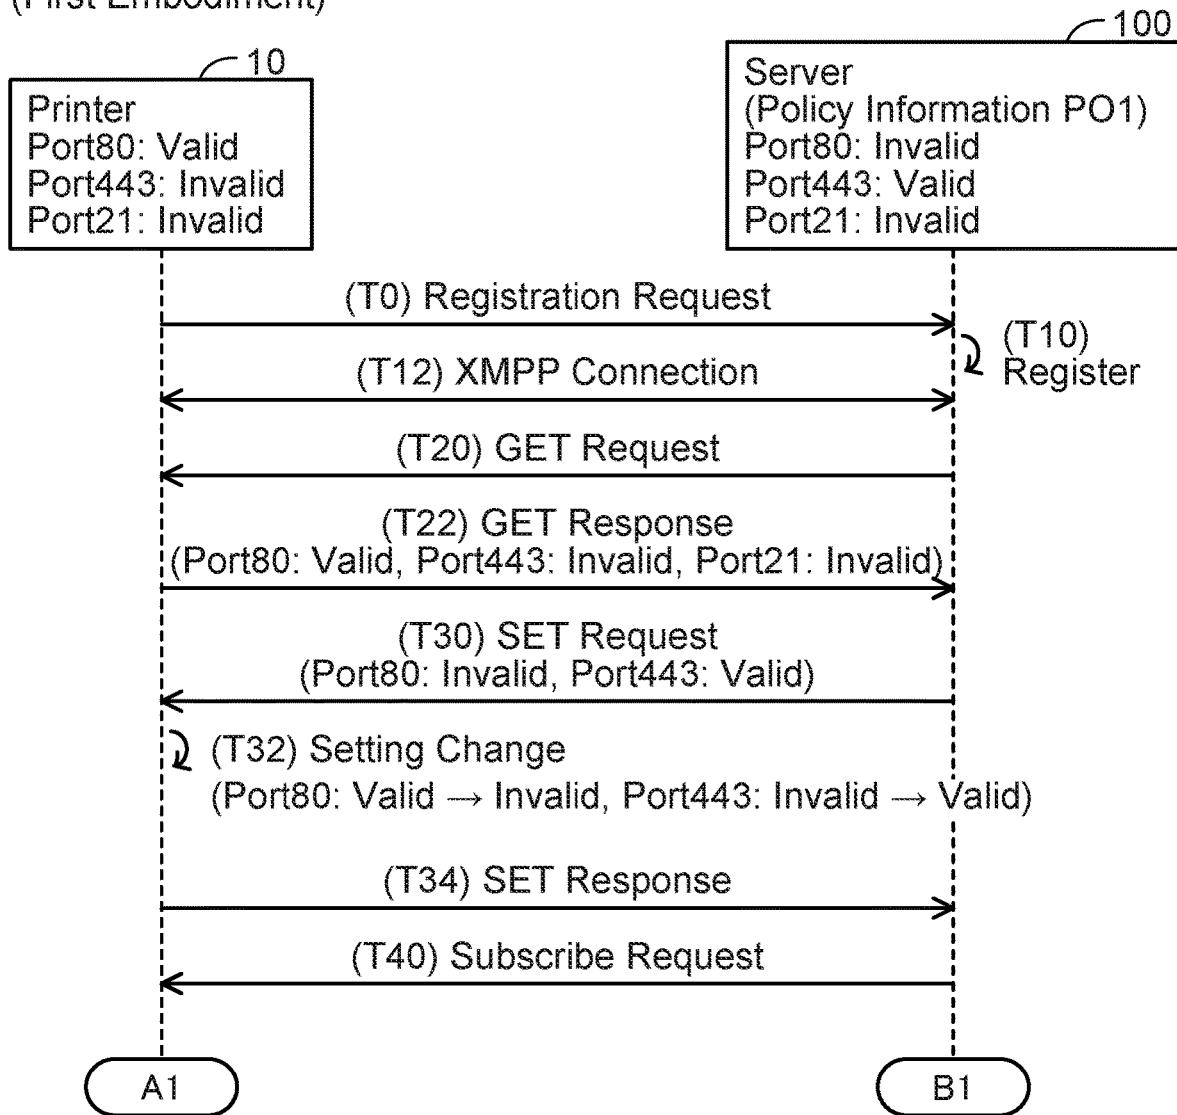 (First Embodiment)
10
100
Printer
Port80: Valid
Port443: Invalid
Port21: Invalid
Server
(Policy Information PO1)
Port80: Invalid
Port443: Valid
Port21: Invalid
(T0) Registration Request
(T10)
Register
(T12) XMPP Connection
(T20) GET Request
(T22) GET Response
(Port80: Valid, Port443: Invalid, Port21: Invalid)
(T30) SET Request
(Port80: Invalid, Port443: Valid)
(T32) Setting Change
(Port80: Valid → Invalid, Port443: Invalid → Valid)
(T34) SET Response
(T40) Subscribe Request
A1
B1